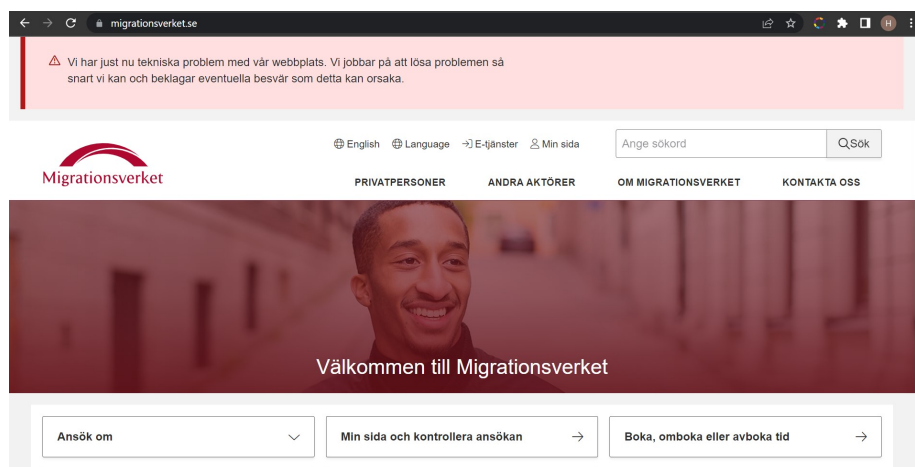 migrationsverket.se
H
Vi har just nu tekniska problem med vår webbplats. Vi jobbar på att lösa problemen så
snart vi kan och beklagar eventuella besvär som detta kan orsaka.
English Language E-tjänster Min sida
Ange sökord
Sök
Migrationsverket
PRIVATPERSONER ANDRA AKTÖRER OM MIGRATIONSVERKET KONTAKTA OSS
Välkommen till Migrationsverket
Ansök om
Min sida och kontrollera ansökan
Boka, omboka eller avboka tid